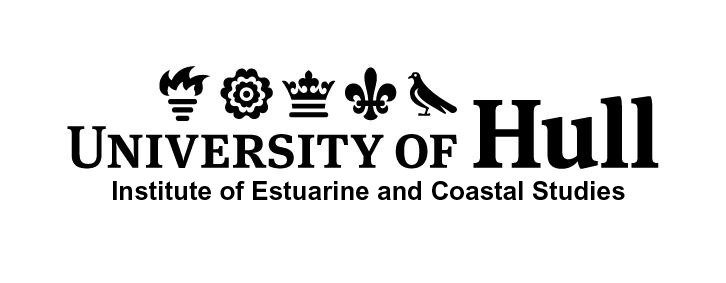 UNIVERSITY OF Hull
Institute of Estuarine and Coastal Studies